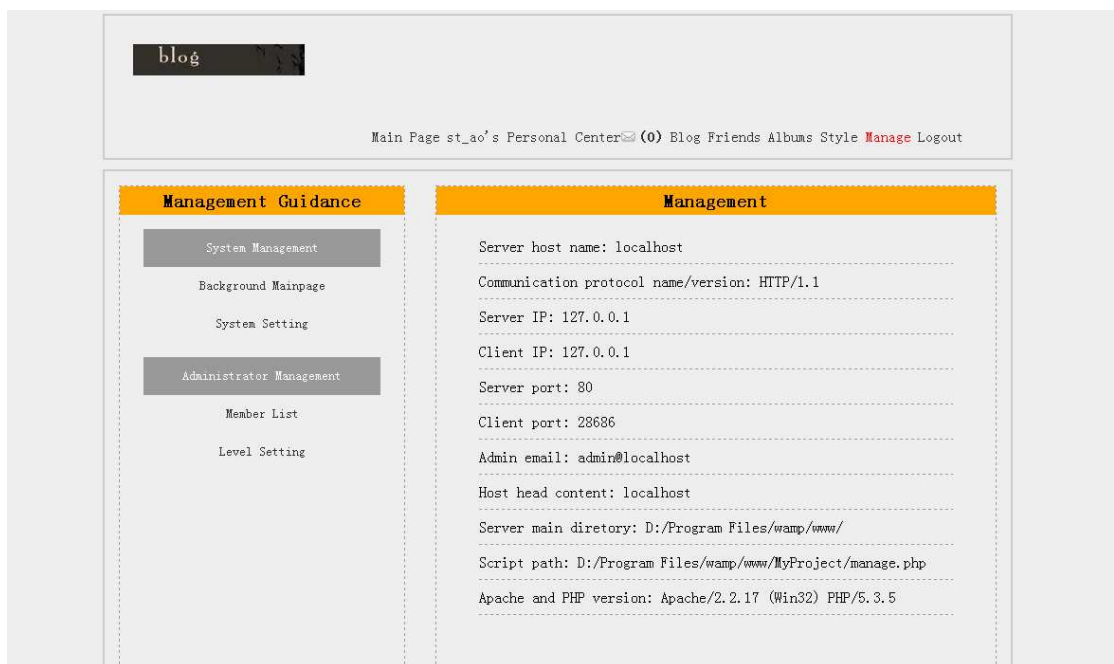 blog
Main Page st_ao's Personal Center (0) Blog Friends Albums Style Manage Logout
Management Guidance
System Management
Background Mainpage
System Setting
Administrator Management
Member List
Level Setting
Management
Server host name: localhost
Communication protocol name/version: HTTP/1.1
Server IP: 127.0.0.1
Client IP: 127.0.0.1
Server port: 80
Client port: 28686
Admin email: admin@localhost
Host head content: localhost
Server main diretory: D:/Program Files/wamp/www/
Script path: D:/Program Files/wamp/www/MyProject/manage.php
Apache and PHP version: Apache/2.2.17 (Win32) PHP/5.3.5